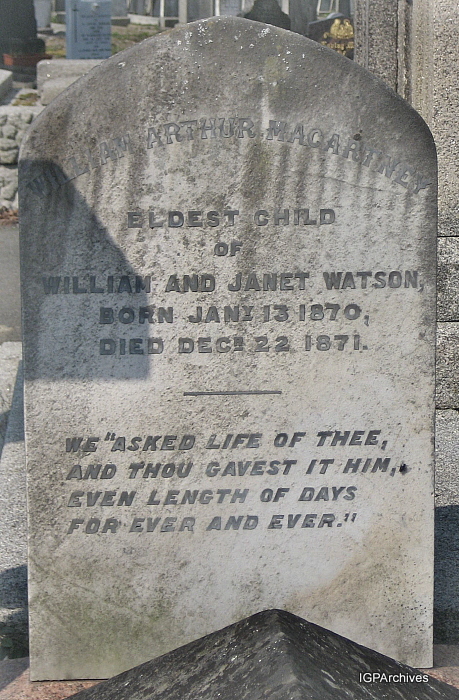 WILLIAM ARTHUR MACARTNEY
ELDEST CHILD
OF
WILLIAN AND JANET WATSON,
BORN JANY 13 1870,
DIED DECR 22 1871.
WE "ASKED LIFE OF THEE,
AND THOU GAVEST IT HIM,
EVEN LENGTH OF DAYS
FOR EVER AND EVER."
IGPArchives